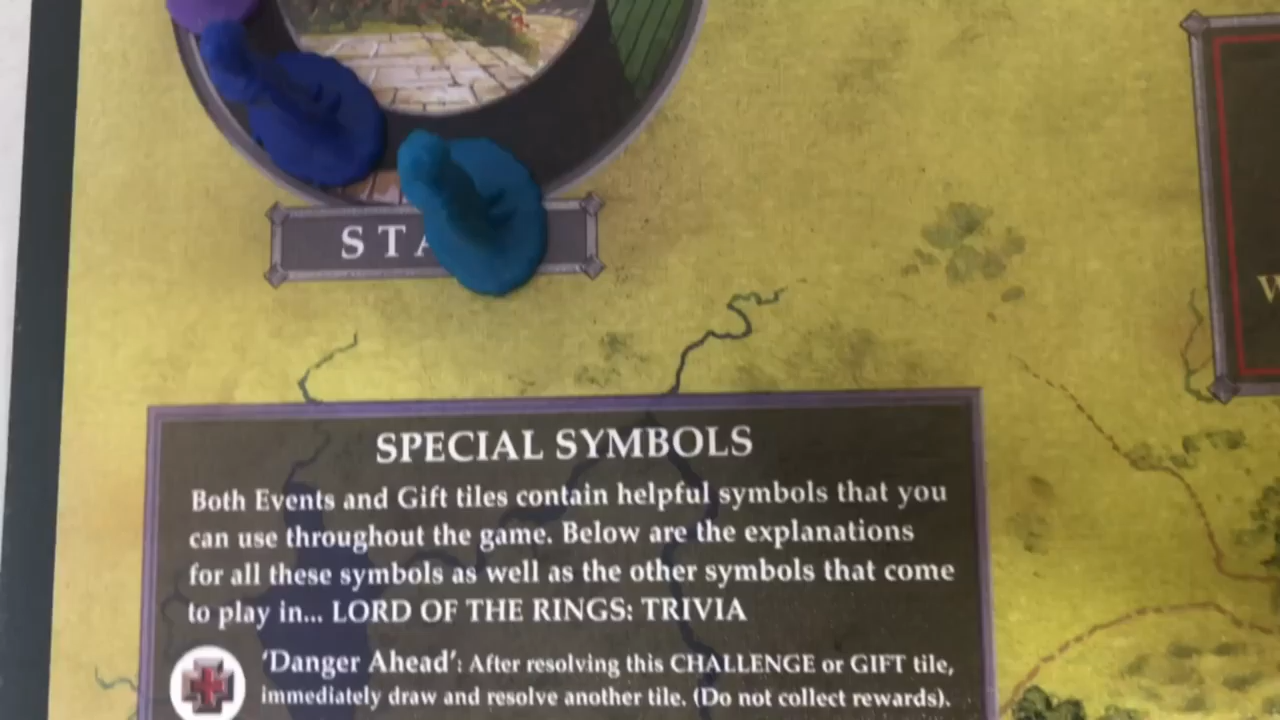 STA
SPECIAL SYMBOLS
Both Events and Gift tiles contain helpful symbols that you
can use throughout the game. Below are the explanations
for all these symbols as well as the other symbols that come
to play in... LORD OF THE RINGS: TRIVIA
'Danger Ahead': After resolving this CHALLENGE or GIFT tile,
immediately draw and resolve another tile. (Do not collect rewards).